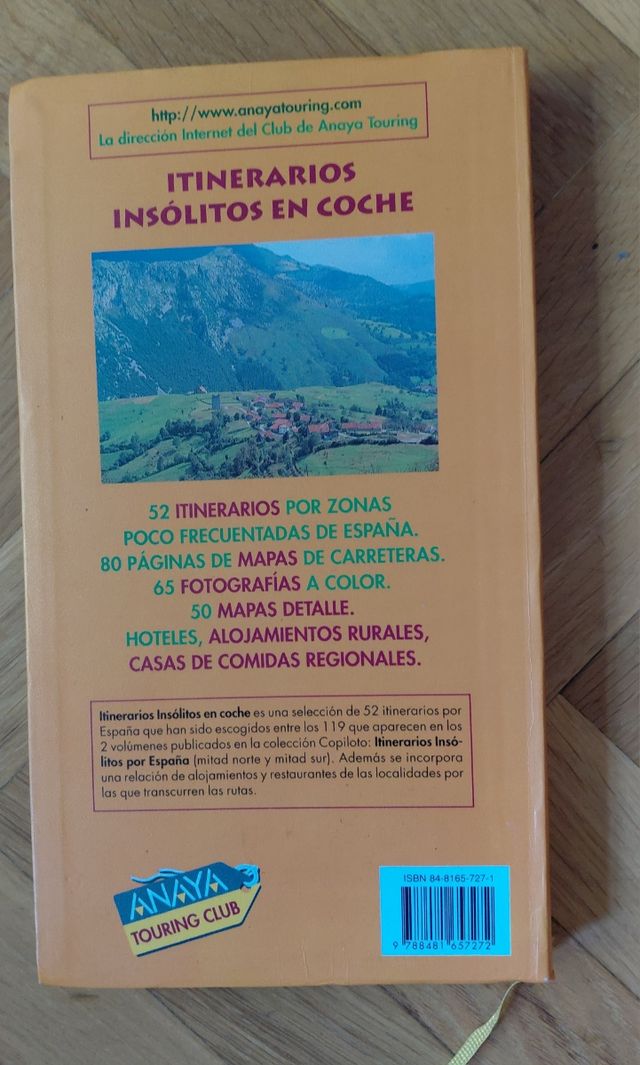 http://www.anayatouring.com
La dirección Internet del Club de Anaya Touring
ITINERARIOS
INSÓLITOS EN COCHE
52 ITINERARIOS POR ZONAS
POCO FRECUENTADAS DE ESPAÑA.
80 PÁGINAS DE MAPAS DE CARRETERAS.
65 FOTOGRAFÍAS A COLOR.
50 MAPAS DETALLE.
HOTELES, ALOJAMIENTOS RURALES,
CASAS DE COMIDAS REGIONALES.
Itinerarios Insólitos en coche es una selección de 52 itinerarios por
España que han sido escogidos entre los 119 que aparecen en los
2 volúmenes publicados en la colección Copiloto: Itinerarios Insó-
litos por España (mitad norte y mitad sur). Además se incorpora
una relación de alojamientos y restaurantes de las localidades por
las que transcurren las rutas.
ANAYA
TOURING CLUB
ISBN 84-8165-727-1
9 788481 657272